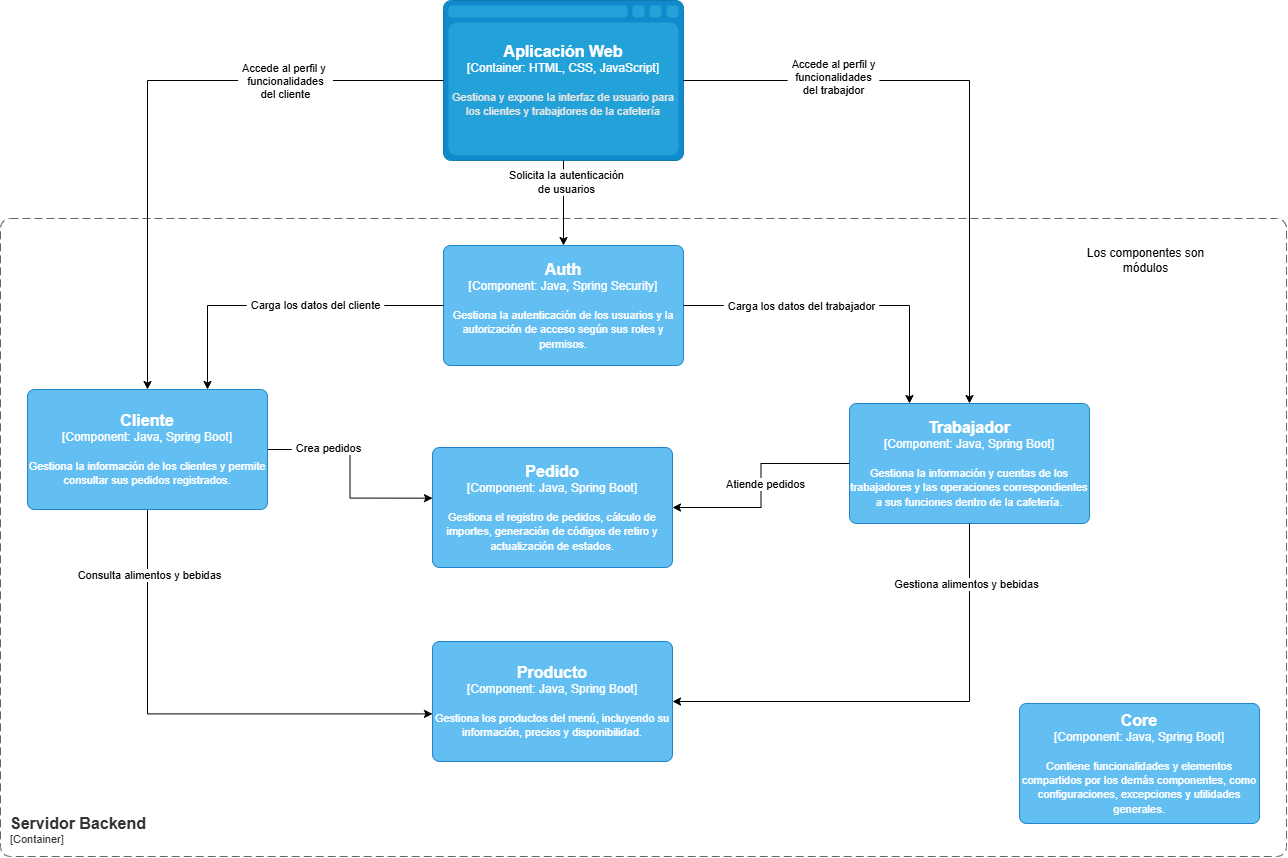 Aplicación Web
[Container: HTML, CSS, JavaScript]
Gestiona y expone la interfaz de usuario para
los clientes y trabajdores de la cafetería
Accede al perfil y
funcionalidades
del cliente
Accede al perfil y
funcionalidades
del trabajdor
Solicita la autenticación
de usuarios
Los componentes son
módulos
Auth
[Component: Java, Spring Security]
Gestiona la autenticación de los usuarios y la
autorización de acceso según sus roles y
permisos.
Carga los datos del cliente
Carga los datos del trabajador
Cliente
[Component: Java, Spring Boot]
Gestiona la información de los clientes y permite
consultar sus pedidos registrados.
Trabajador
[Component: Java, Spring Boot]
Gestiona la información y cuentas de los
trabajadores y las operaciones correspondientes
a sus funciones dentro de la cafetería.
Crea pedidos
Pedido
[Component: Java, Spring Boot]
Gestiona el registro de pedidos, cálculo de
importes, generación de códigos de retiro y
actualización de estados.
Atiende pedidos
Consulta alimentos y bebidas
Gestiona alimentos y bebidas
Producto
[Component: Java, Spring Boot]
Gestiona los productos del menú, incluyendo su
información, precios y disponibilidad.
Core
[Component: Java, Spring Boot]
Contiene funcionalidades y elementos
compartidos por los demás componentes, como
configuraciones, excepciones y utilidades
generales.
Servidor Backend
[Container]